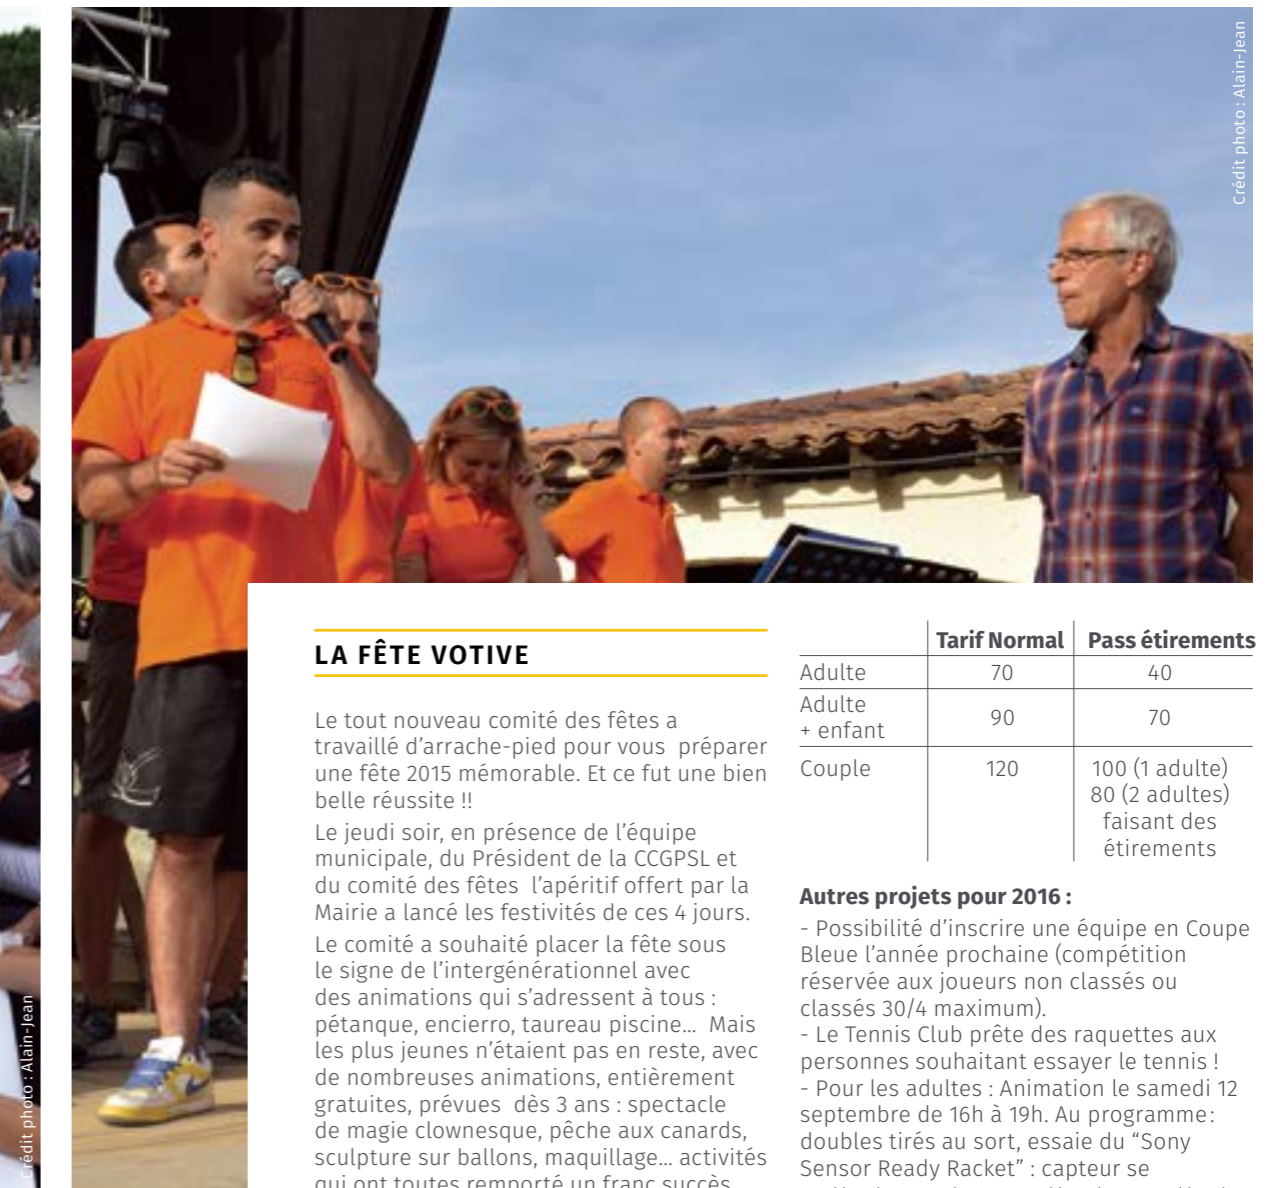 Crédit photo : Alain-Jean
Crédit photo : Alain-Jean
LA FÊTE VOTIVE
Le tout nouveau comité des fêtes a
travaillé d’arrache-pied pour vous préparer
une fête 2015 mémorable. Et ce fut une bien
belle réussite !!
Le jeudi soir, en présence de l’équipe
municipale, du Président de la CCGPSL et
du comité des fêtes l’apéritif offert par la
Mairie a lancé les festivités de ces 4 jours.
Le comité a souhaité placer la fête sous
le signe de l’intergénérationnel avec
des animations qui s’adressent à tous :
pétanque, encierro, taureau piscine... Mais
les plus jeunes n’étaient pas en reste, avec
de nombreuses animations, entièrement
gratuites, prévues dès 3 ans : spectacle
de magie clownesque, pêche aux canards,
sculpture sur ballons, maquillage... activités
qui ont toutes remporté un franc succès
Tarif Normal Pass étirements
Adulte 70 40
Adulte
+ enfant 90 70
Couple 120 100 (1 adulte)
80 (2 adultes)
faisant des
étirements
Autres projets pour 2016 :
- Possibilité d’inscrire une équipe en Coupe
Bleue l’année prochaine (compétition
réservée aux joueurs non classés ou
classés 30/4 maximum).
- Le Tennis Club prête des raquettes aux
personnes souhaitant essayer le tennis !
- Pour les adultes : Animation le samedi 12
septembre de 16h à 19h. Au programme:
doubles tirés au sort, essaie du “Sony
Sensor Ready Racket” : capteur se